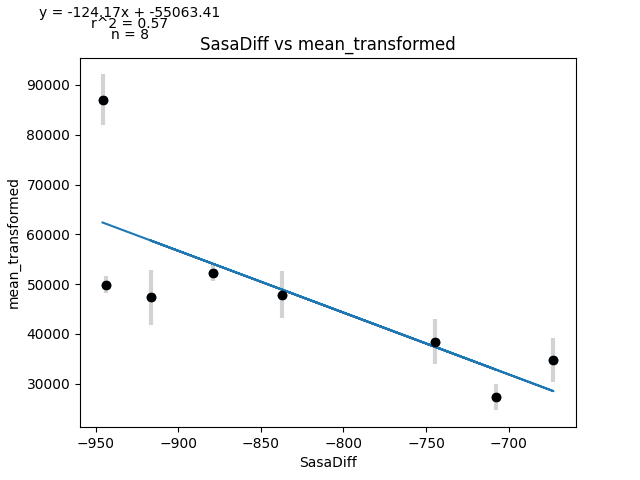 y = -124.17x + -55063.41
r^2 = 0.57
n = 8
SasaDiff vs mean_transformed
90000
80000
70000
60000
50000
40000
30000
mean_transformed
−950
−900
−850
−800
−750
−700
SasaDiff